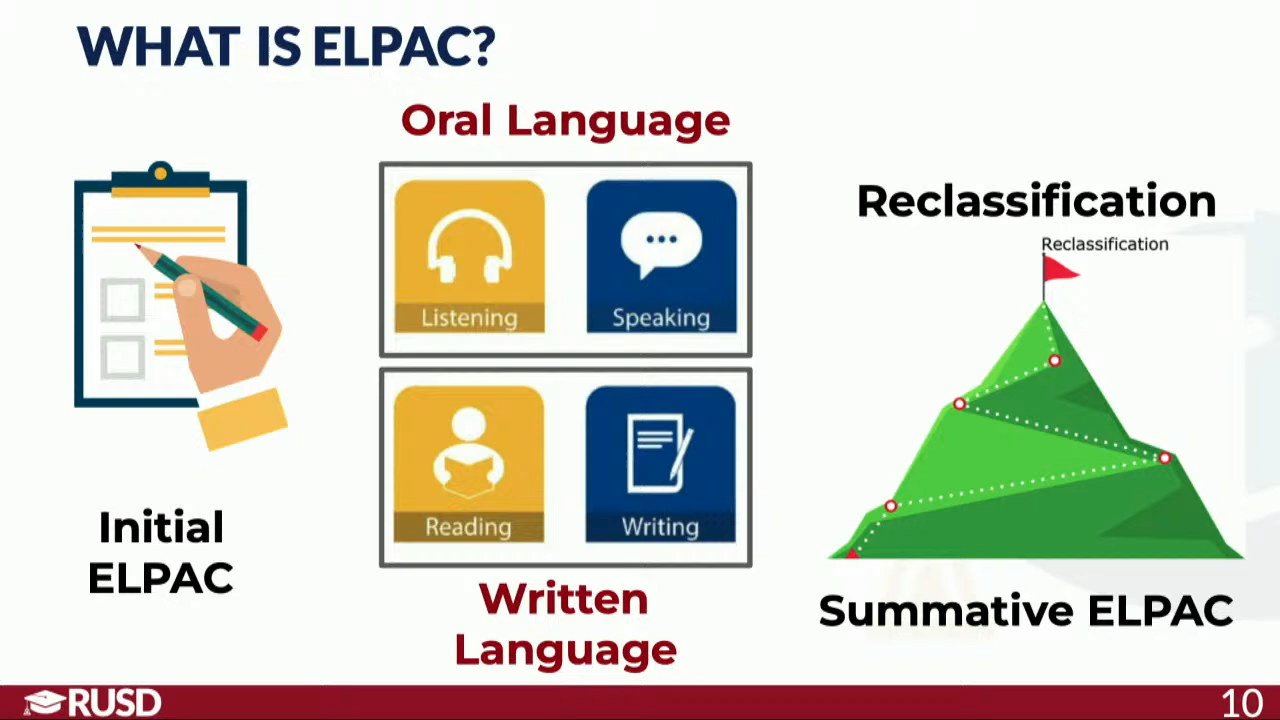 WHAT IS ELPAC?
Oral Language
Listening
Speaking
Reading
Writing
Written
Language
Initial
ELPAC
Reclassification
Reclassification
Summative ELPAC
RUSD
10